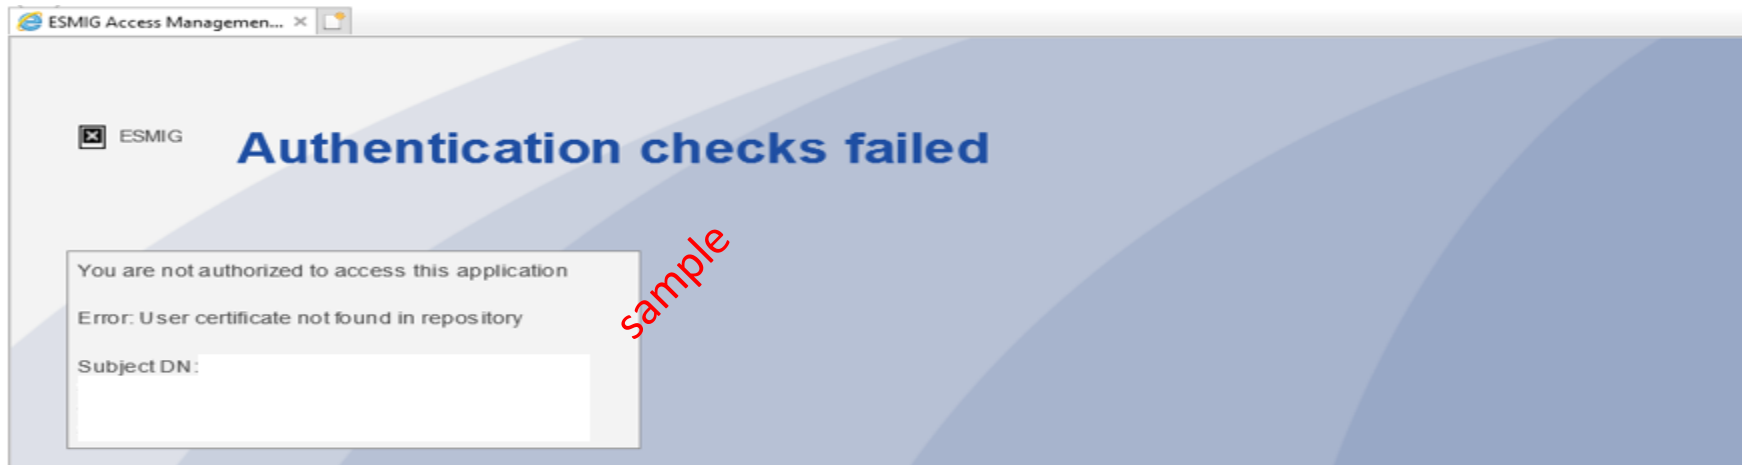 ESMIG Access Managemen...
ESMIG
Authentication checks failed
You are not authorized to access this application
Error: User certificate not found in repository
Subject DN:
sample